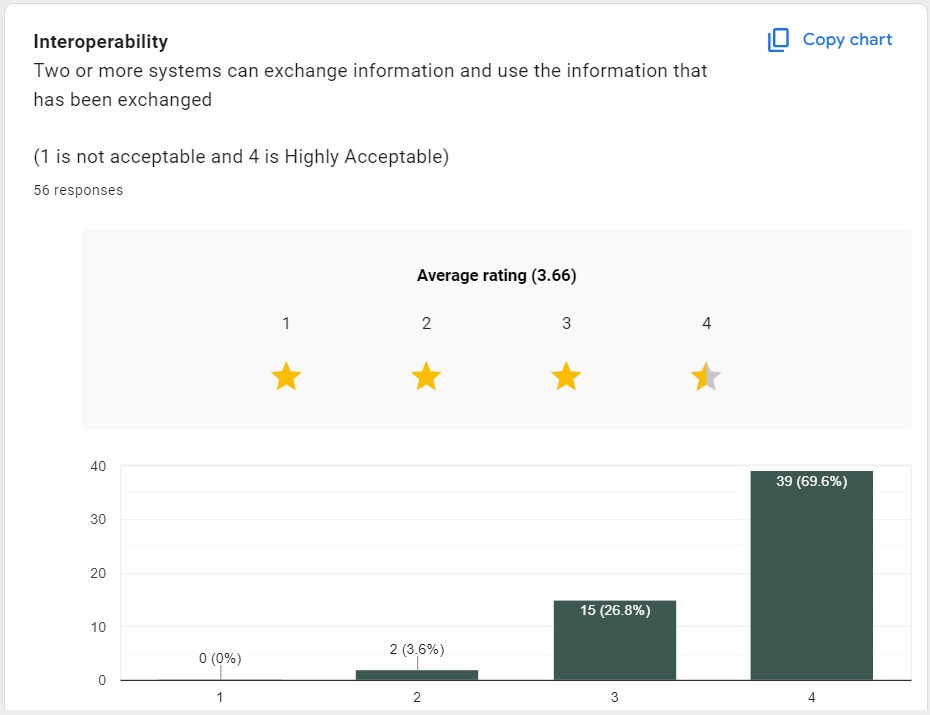 Interoperability
Copy chart
Two or more systems can exchange information and use the information that
has been exchanged
(1 is not acceptable and 4 is Highly Acceptable)
56 responses
Average rating (3.66)
1 2 3 4
40
30
20
10
0
0 (0%)
2 (3.6%)
15 (26.8%)
39 (69.6%)
1 2 3 4